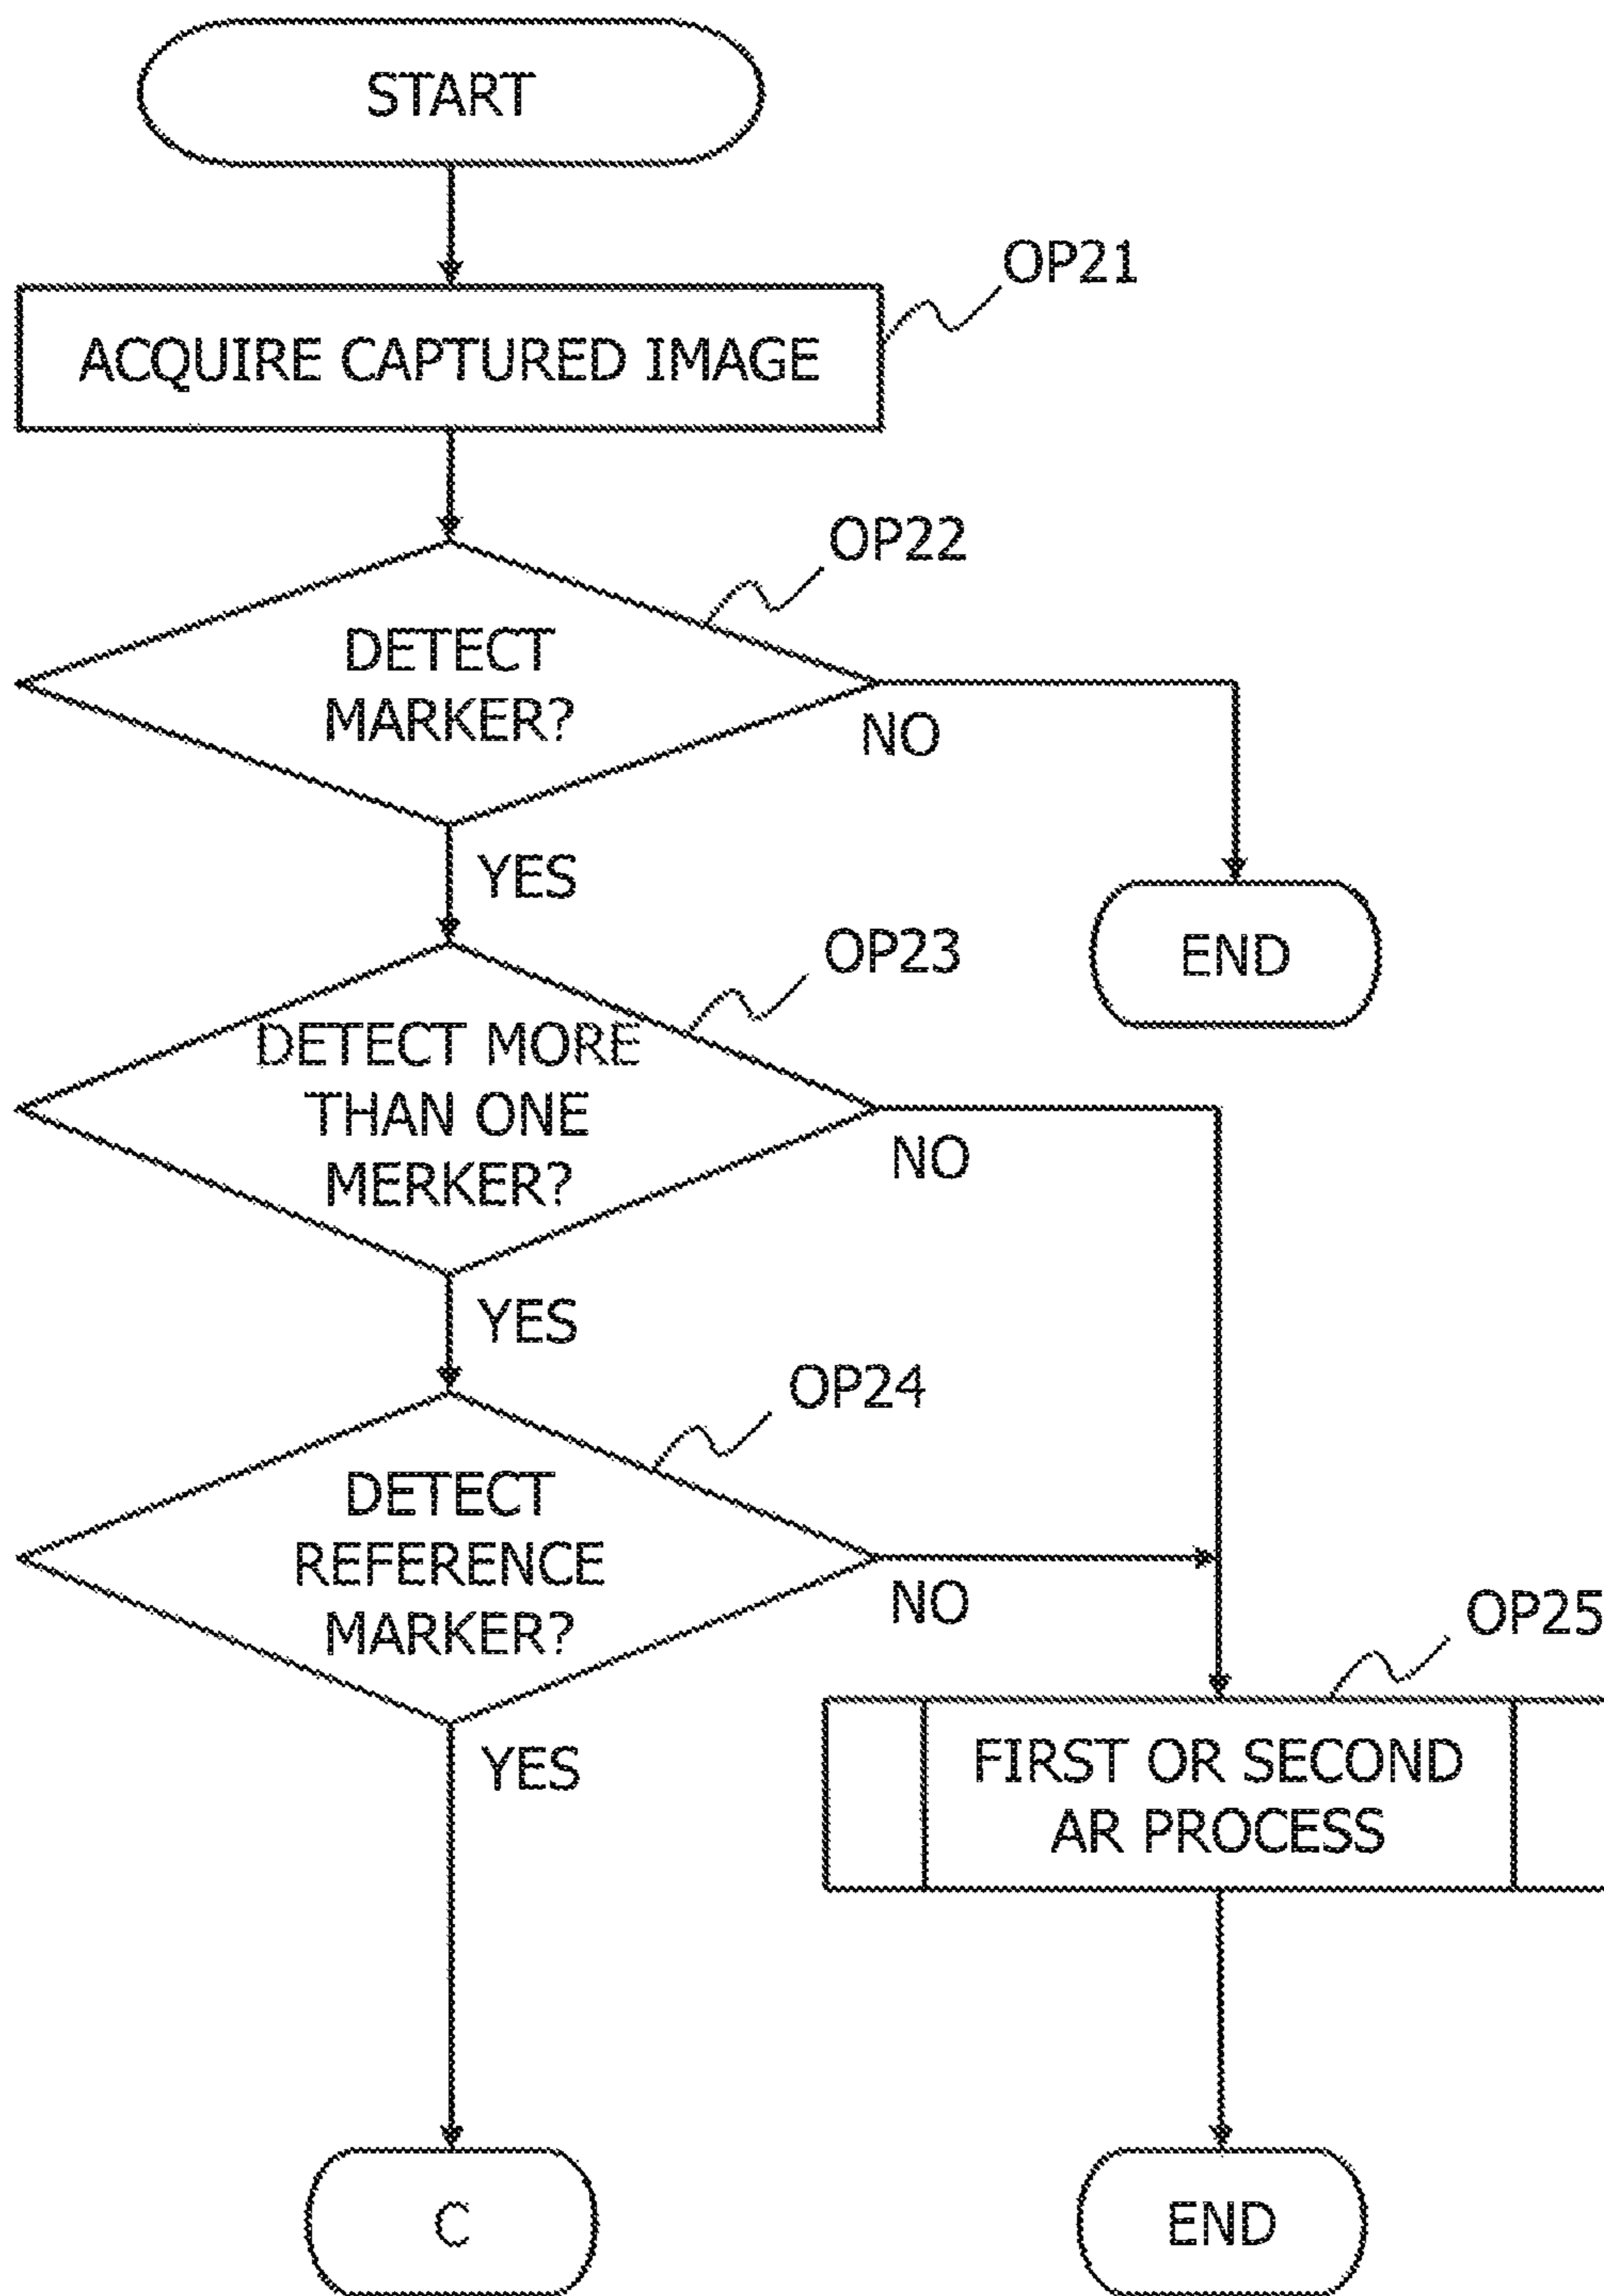 START
OP21
ACQUIRE CAPTURED IMAGE
OP22
DETECT
MARKER?
NO
YES
END
OP23
DETECT MORE
THAN ONE
MERKER?
NO
YES
OP24
DETECT
REFERENCE
MARKER?
NO
YES
OP25
FIRST OR SECOND
AR PROCESS
C
END